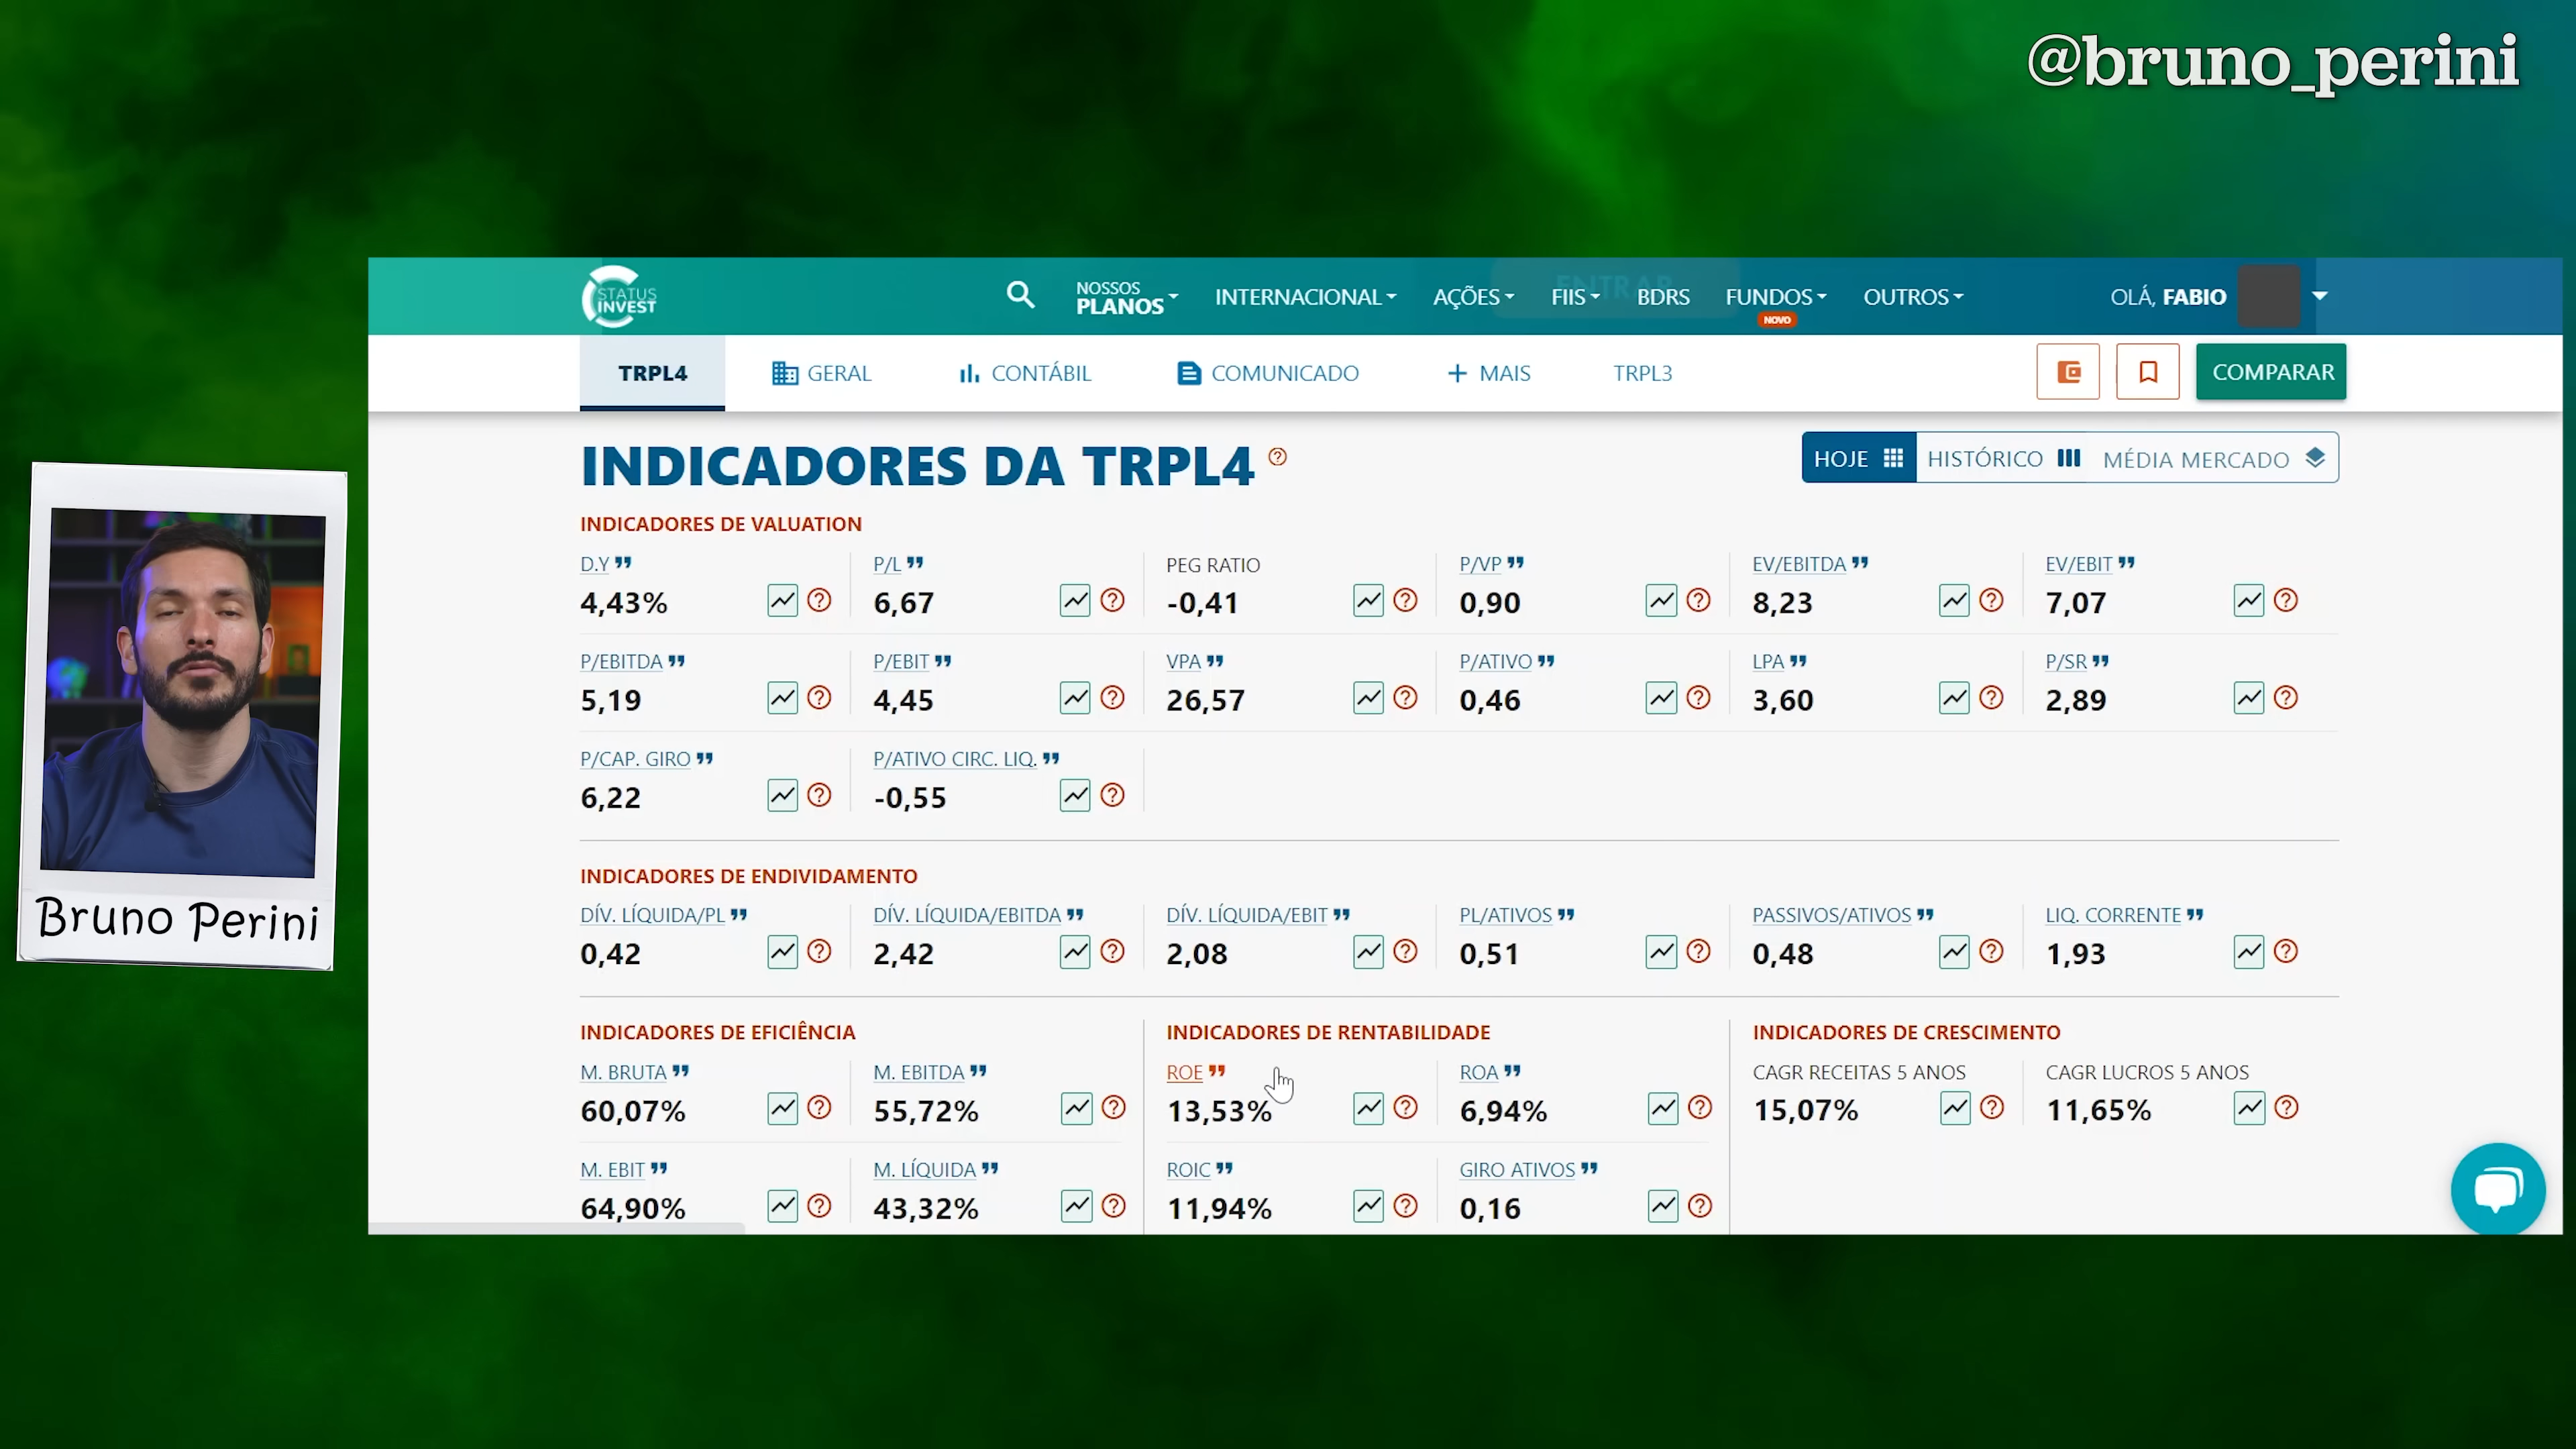 @bruno_perini
STATUS INVEST
NOSSOS PLANOS
INTERNACIONAL
AÇÕES
FIIS
BDRS
FUNDOS
NOVO
OUTROS
OLÁ, FABIO
ENTRAR
TRPL4
GERAL
CONTÁBIL
COMUNICADO
MAIS
TRPL3
COMPARAR
INDICADORES DA TRPL4
HOJE
HISTÓRICO
MÉDIA MERCADO
INDICADORES DE VALUATION
D.Y
P/L
PEG RATIO
P/VP
EV/EBITDA
EV/EBIT
4,43%
6,67
-0,41
0,90
8,23
7,07
P/EBITDA
P/EBIT
VPA
P/ATIVO
LPA
P/SR
5,19
4,45
26,57
0,46
3,60
2,89
P/CAP. GIRO
P/ATIVO CIRC. LIQ.
6,22
-0,55
INDICADORES DE ENDIVIDAMENTO
DÍV. LÍQUIDA/PL
DÍV. LÍQUIDA/EBITDA
DÍV. LÍQUIDA/EBIT
PL/ATIVOS
PASSIVOS/ATIVOS
LIQ. CORRENTE
0,42
2,42
2,08
0,51
0,48
1,93
INDICADORES DE EFICIÊNCIA
INDICADORES DE RENTABILIDADE
INDICADORES DE CRESCIMENTO
M. BRUTA
M. EBITDA
ROE
ROA
CAGR RECEITAS 5 ANOS
CAGR LUCROS 5 ANOS
60,07%
55,72%
13,53%
6,94%
15,07%
11,65%
M. EBIT
M. LÍQUIDA
ROIC
GIRO ATIVOS
64,90%
43,32%
11,94%
0,16
Bruno Perini